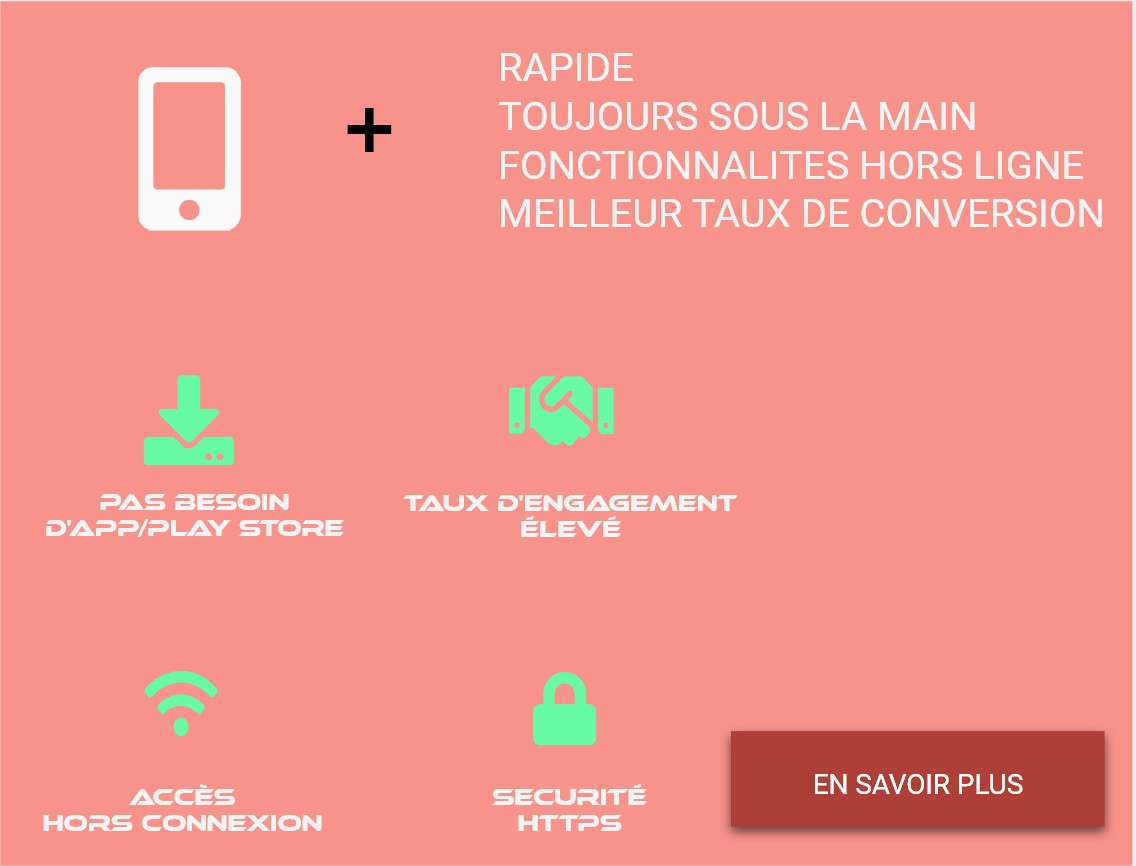 RAPIDE
TOUJOURS SOUS LA MAIN
FONCTIONNALITES HORS LIGNE
MEILLEUR TAUX DE CONVERSION
PAS BESOIN
D'APP/PLAY STORE
TAUX D'ENGAGEMENT
ÉLEVÉ
ACCÈS
HORS CONNEXION
SECURITÉ
HTTPS
EN SAVOIR PLUS